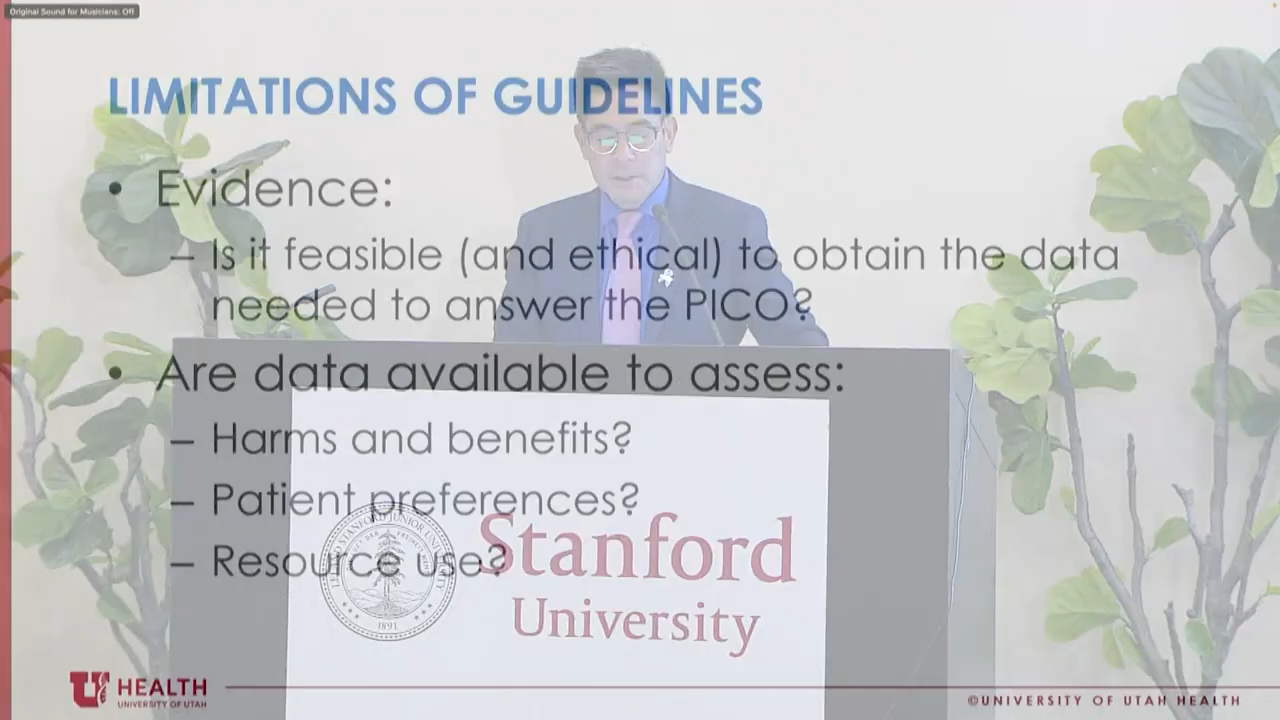 Original Sound for Musicians: Off
LIMITATIONS OF GUIDELINES
• Evidence:
– Is it feasible (and ethical) to obtain the data
needed to answer the PICO?
• Are data available to assess:
– Harms and benefits?
– Patient preferences?
– Resource use?
Stanford
University
1891
U HEALTH
UNIVERSITY OF UTAH
©UNIVERSITY OF UTAH HEALTH